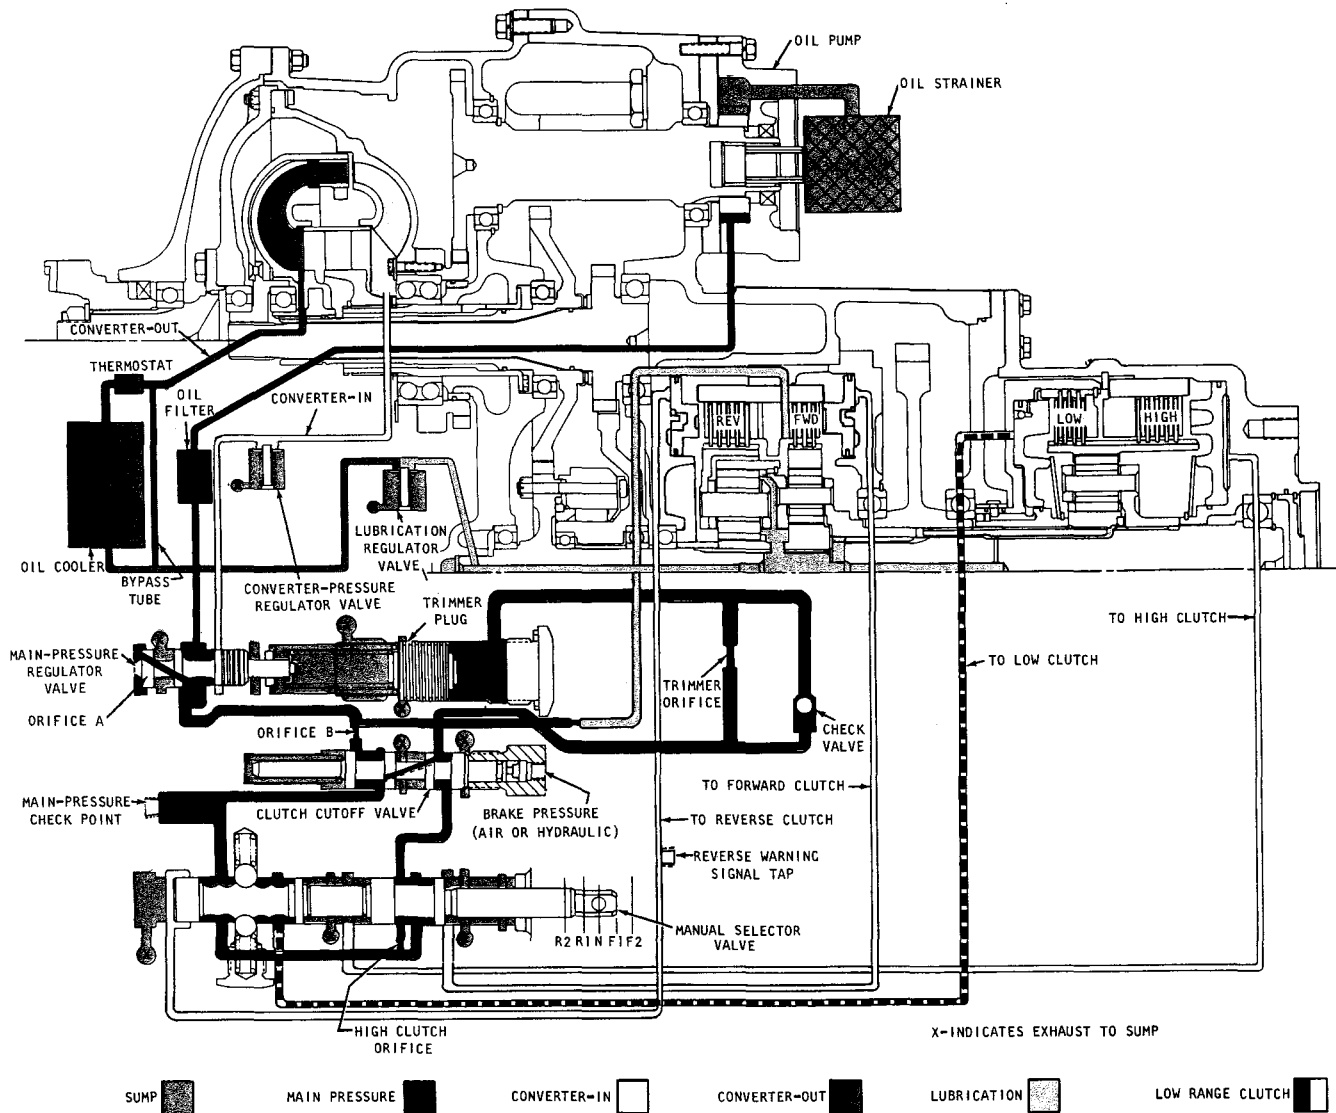 OIL PUMP
OIL STRAINER
CONVERTER-OUT
THERMOSTAT
OIL
FILTER
CONVERTER-IN
REV
FWD
LOW
HIGH
LUBRICATION
REGULATOR
VALVE
OIL COOLER
BYPASS
TUBE
CONVERTER-PRESSURE
REGULATOR VALVE
TRIMMER
PLUG
TO HIGH CLUTCH
MAIN-PRESSURE
REGULATOR
VALVE
TO LOW CLUTCH
TRIMMER
ORIFICE
ORIFICE A
ORIFICE B
CHECK
VALVE
TO FORWARD CLUTCH
MAIN-PRESSURE
CHECK POINT
CLUTCH CUTOFF VALVE
BRAKE PRESSURE
(AIR OR HYDRAULIC)
TO REVERSE CLUTCH
REVERSE WARNING
SIGNAL TAP
MANUAL SELECTOR
VALVE
R2 R1 N F1 F2
HIGH CLUTCH
ORIFICE
X-INDICATES EXHAUST TO SUMP
SUMP
MAIN PRESSURE
CONVERTER-IN
CONVERTER-OUT
LUBRICATION
LOW RANGE CLUTCH